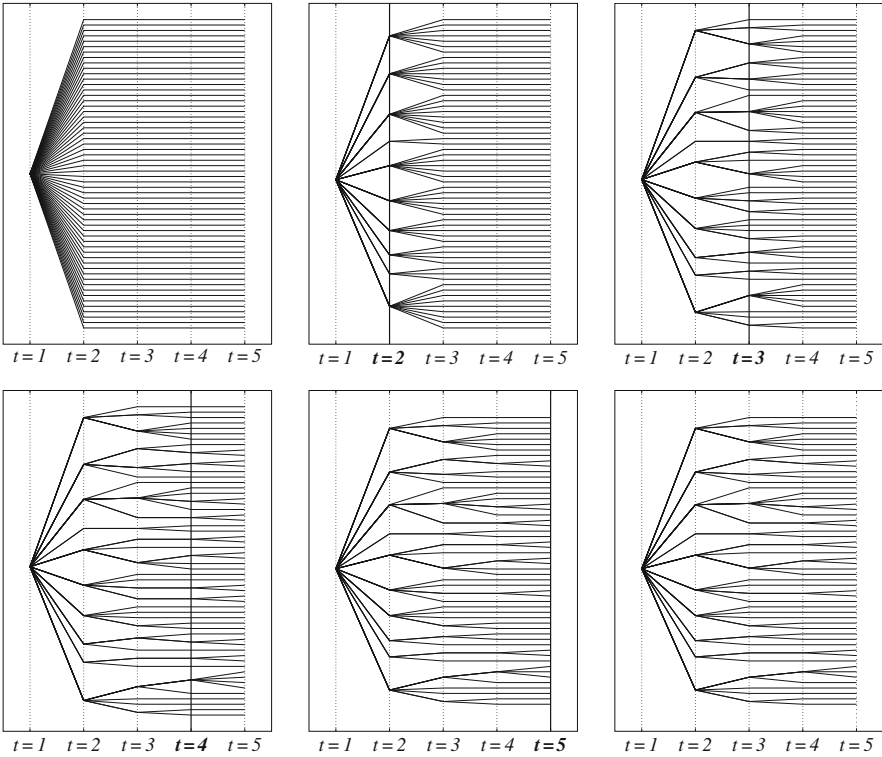 t = 1 t = 2 t = 3 t = 4 t = 5
t = 1 t = 2 t = 3 t = 4 t = 5
t = 1 t = 2 t = 3 t = 4 t = 5
t = 1 t = 2 t = 3 t = 4 t = 5
t = 1 t = 2 t = 3 t = 4 t = 5
t = 1 t = 2 t = 3 t = 4 t = 5